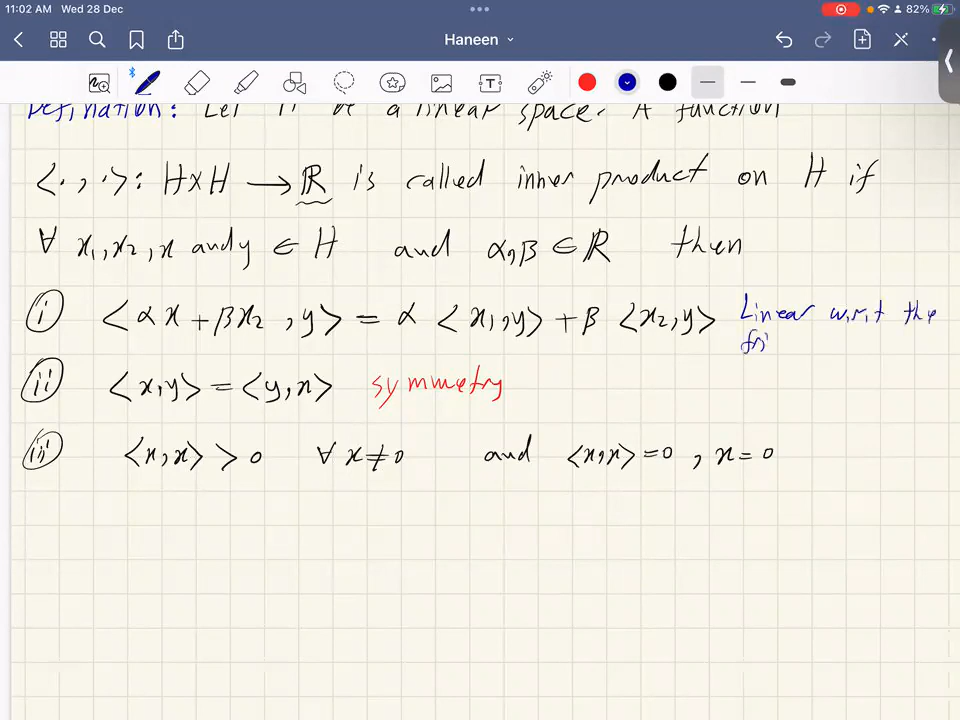 11:02 AM Wed 28 Dec
82%
Haneen
Defination: Let H be a linear space. A function
<·,·>: H×H → ℝ is called inner product on H if
∀ x₁,x₂,x and y ∈ H and α,β ∈ ℝ then
i <αx+βx₂,y> = α <x₁,y> + β <x₂,y> Linear w.r.t the
ii <x,y> = <y,x> symmetry
iii <x,x> > 0 ∀ x≠0 and <x,x>=0, x=0